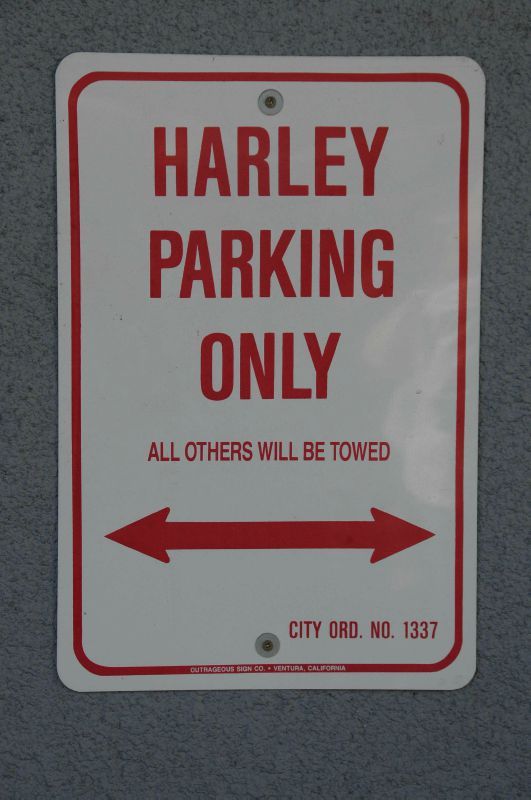 HARLEY
PARKING
ONLY
ALL OTHERS WILL BE TOWED
CITY ORD. NO. 1337
OUTRAGEOUS SIGN CO. • VENTURA, CALIFORNIA